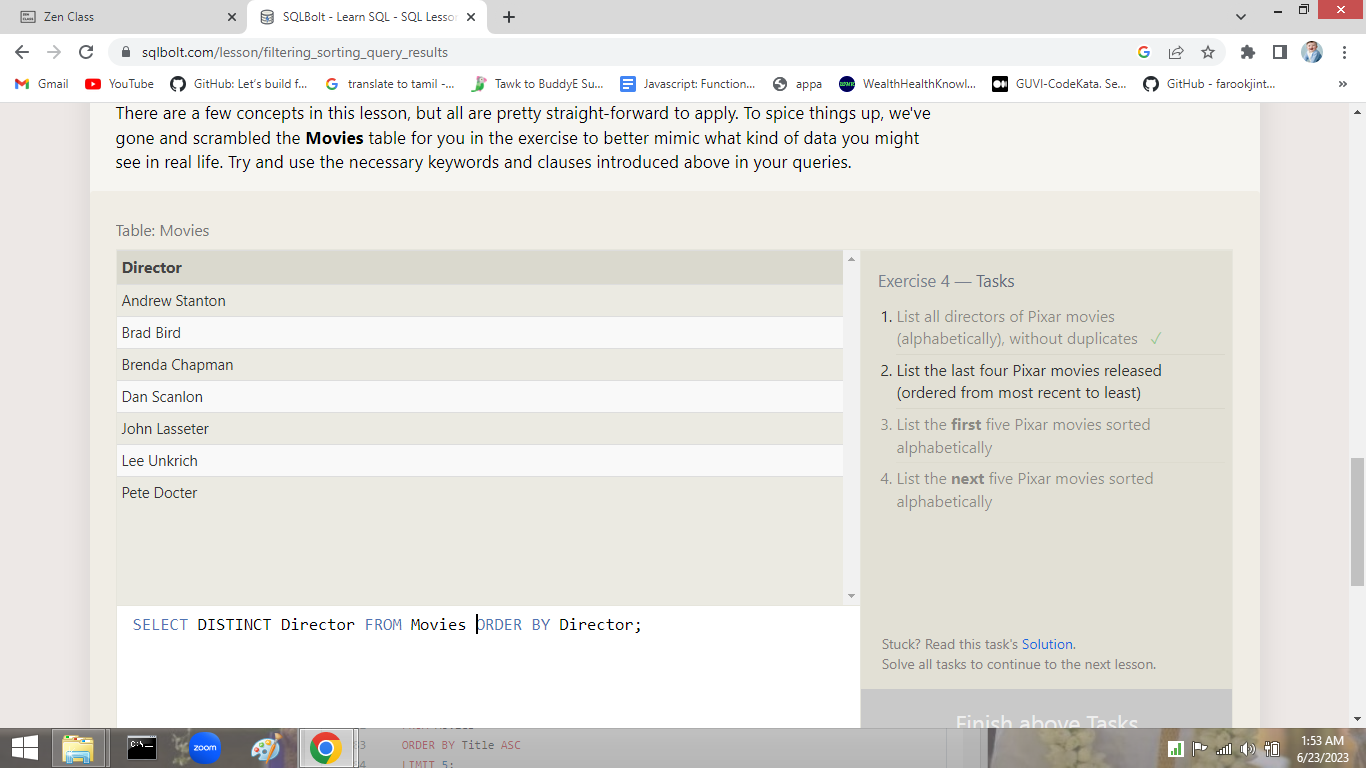 Zen Class
SQLBolt - Learn SQL - SQL Lesson
sqlbolt.com/lesson/filtering_sorting_query_results
Gmail
YouTube
GitHub: Let's build f...
translate to tamil -...
Tawk to BuddyE Su...
Javascript: Function...
appa
WealthHealthKnowl...
GUVI-CodeKata. Se...
GitHub - farookjint...
There are a few concepts in this lesson, but all are pretty straight-forward to apply. To spice things up, we've
gone and scrambled the Movies table for you in the exercise to better mimic what kind of data you might
see in real life. Try and use the necessary keywords and clauses introduced above in your queries.
Table: Movies
Director
Andrew Stanton
Brad Bird
Brenda Chapman
Dan Scanlon
John Lasseter
Lee Unkrich
Pete Docter
SELECT DISTINCT Director FROM Movies ORDER BY Director;
Exercise 4 — Tasks
1. List all directors of Pixar movies
(alphabetically), without duplicates ✓
2. List the last four Pixar movies released
(ordered from most recent to least)
3. List the first five Pixar movies sorted
alphabetically
4. List the next five Pixar movies sorted
alphabetically
Stuck? Read this task's Solution.
Solve all tasks to continue to the next lesson.
Finish above Tasks
3 ORDER BY Title ASC
LIMIT 5;
C:\_
zoom
1:53 AM
6/23/2023